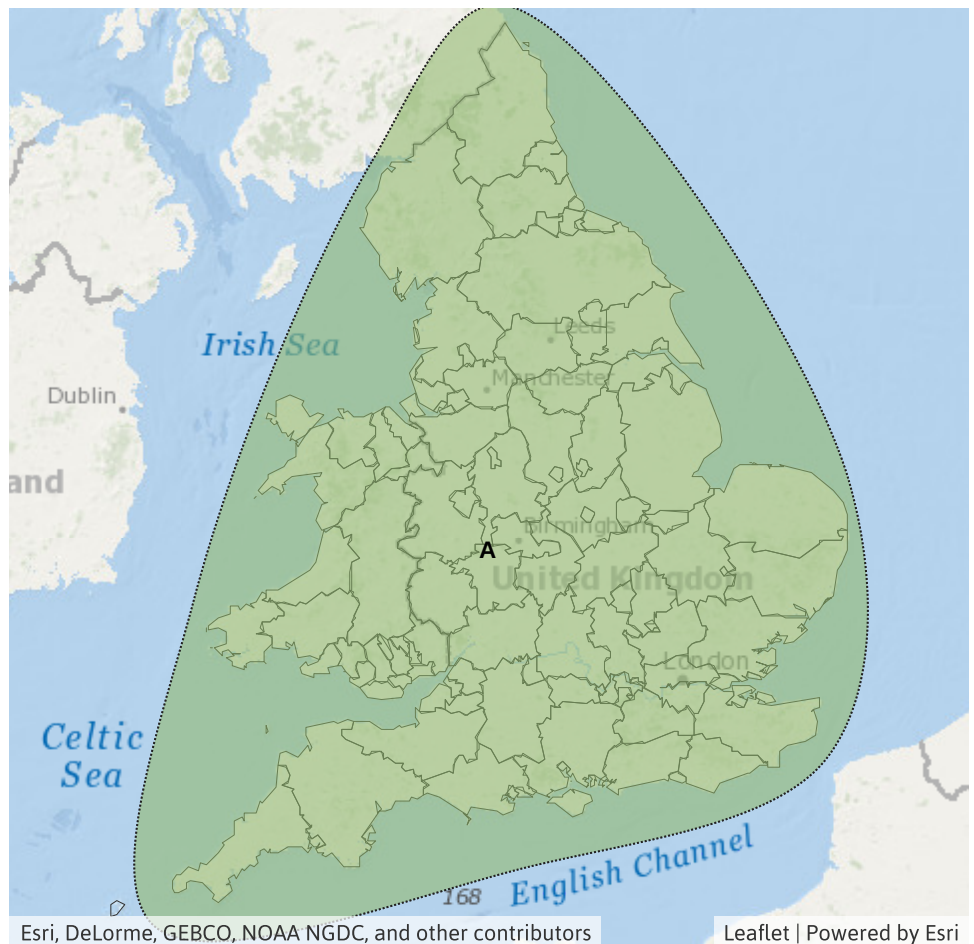 Leeds
Irish Sea
Manchester
Dublin
and
Birmingham
A
United Kingdom
London
Celtic
Sea
English Channel
168
Esri, DeLorme, GEBCO, NOAA NGDC, and other contributors
Leaflet | Powered by Esri